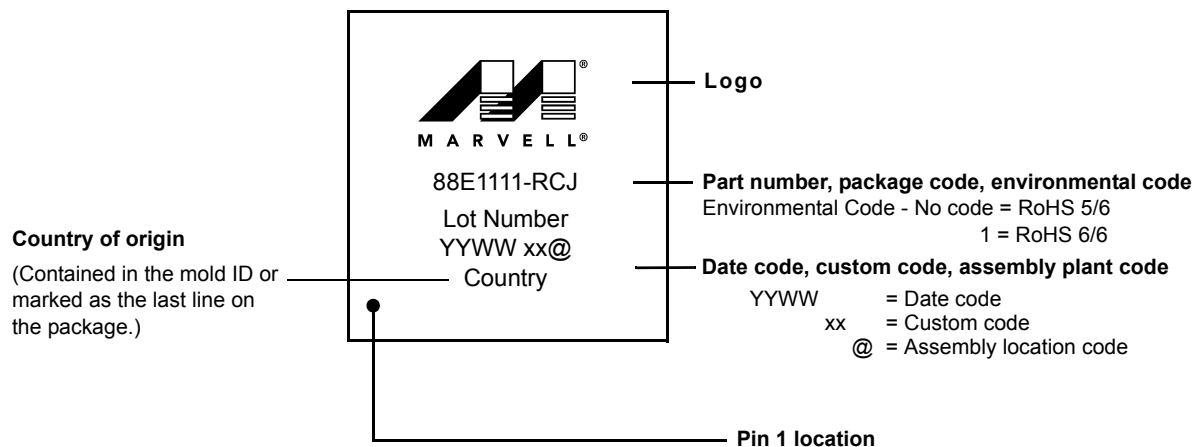 ®
MARVELL®
88E1111-RCJ
Lot Number
YYWW xx@
Country
Logo
Part number, package code, environmental code
Environmental Code - No code = RoHS 5/6
1 = RoHS 6/6
Date code, custom code, assembly plant code
YYWW = Date code
xx = Custom code
@ = Assembly location code
Country of origin
(Contained in the mold ID or
marked as the last line on
the package.)
Pin 1 location